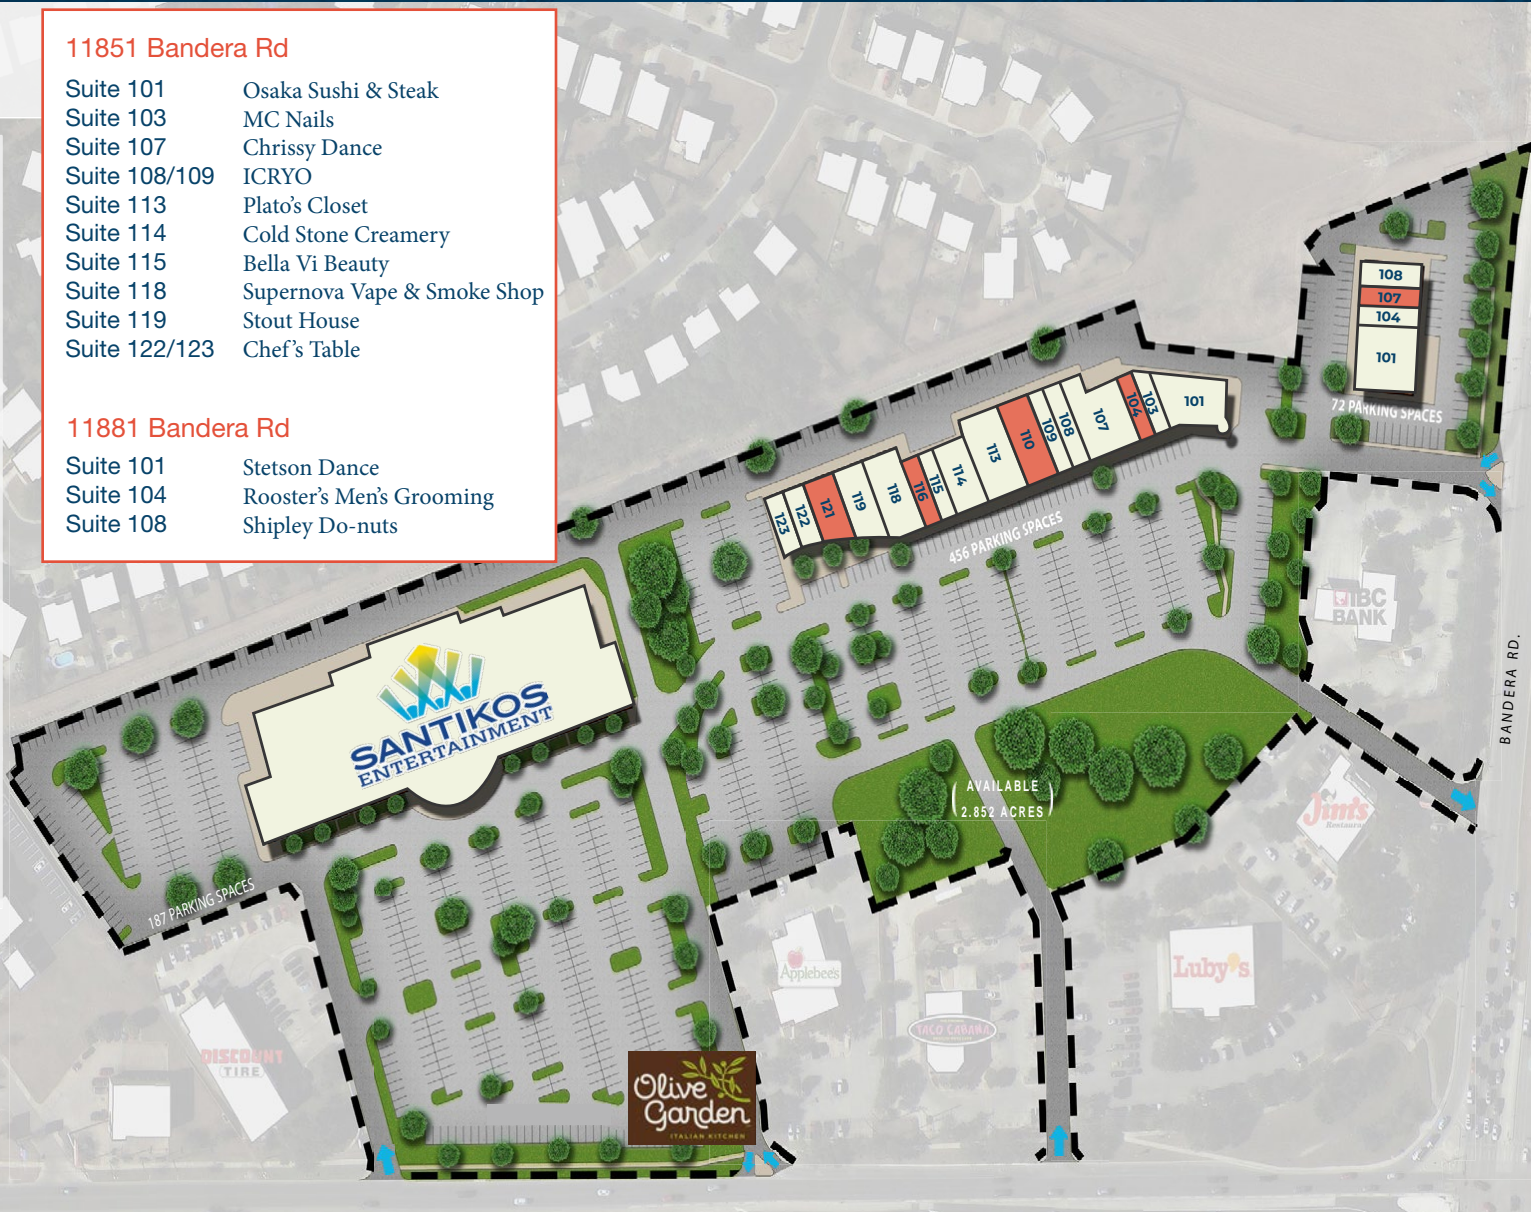 11851 Bandera Rd
Suite 101 Osaka Sushi & Steak
Suite 103 MC Nails
Suite 107 Chrissy Dance
Suite 108/109 ICRYO
Suite 113 Plato's Closet
Suite 114 Cold Stone Creamery
Suite 115 Bella Vi Beauty
Suite 118 Supernova Vape & Smoke Shop
Suite 119 Stout House
Suite 122/123 Chef's Table
11881 Bandera Rd
Suite 101 Stetson Dance
Suite 104 Rooster's Men's Grooming
Suite 108 Shipley Do-nuts
108
107
104
101
72 PARKING SPACES
123
122
121
119
118
116
115
114
113
110
109
108
107
104
103
101
456 PARKING SPACES
IBC
BANK
BANDERA RD.
SANTIKOS
ENTERTAINMENT
AVAILABLE
2.852 ACRES
Jim's
Restaurant
187 PARKING SPACES
Applebee's
Luby's
TACO CABANA
DISCOUNT
TIRE
Olive
Garden
ITALIAN KITCHEN